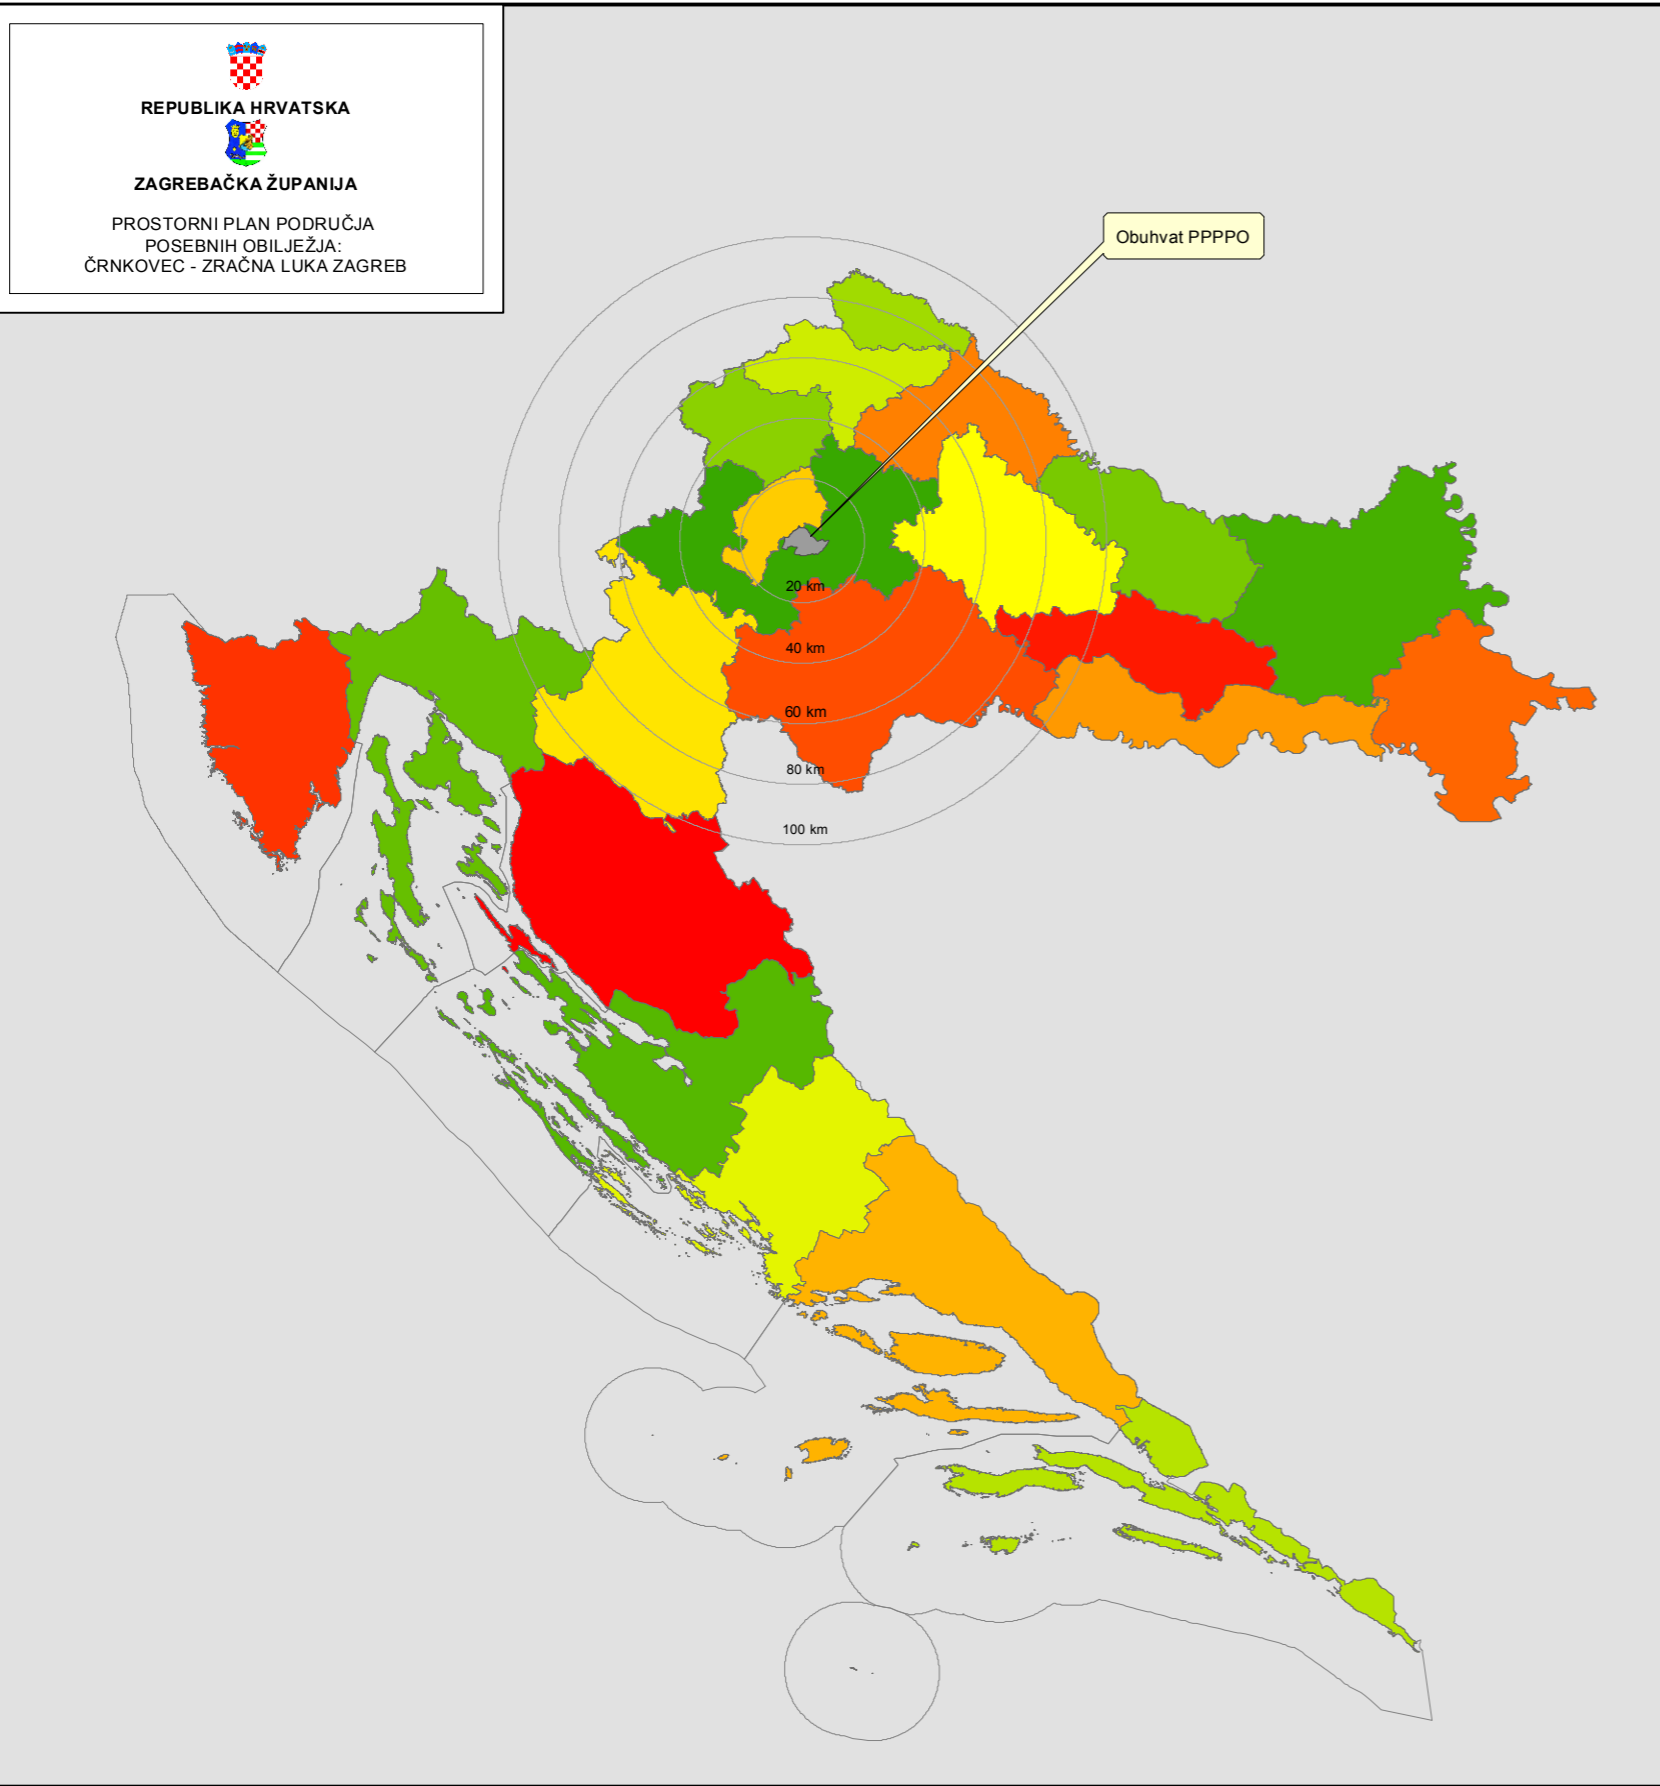 REPUBLIKA HRVATSKA
ZAGREBAČKA ŽUPANIJA
PROSTORNI PLAN PODRUČJA
POSEBNIH OBILJEŽJA:
ČRNKOVEC - ZRAČNA LUKA ZAGREB
Obuhvat PPPPO
20 km
40 km
60 km
80 km
100 km